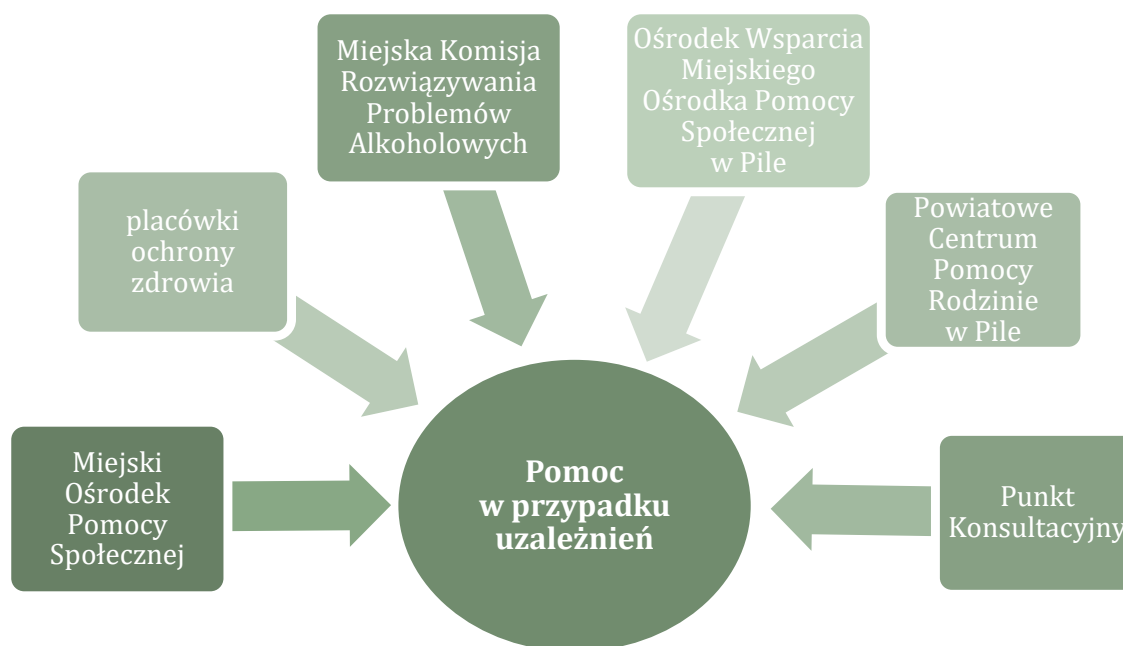 Miejska Komisja
Rozwiązywania
Problemów
Alkoholowych
Ośrodek Wsparcia
Miejskiego
Ośrodka Pomocy
Społecznej
w Pile
placówki
ochrony
zdrowia
Powiatowe
Centrum
Pomocy
Rodzinie
w Pile
Miejski
Ośrodek
Pomocy
Społecznej
Pomoc
w przypadku
uzależnień
Punkt
Konsultacyjny